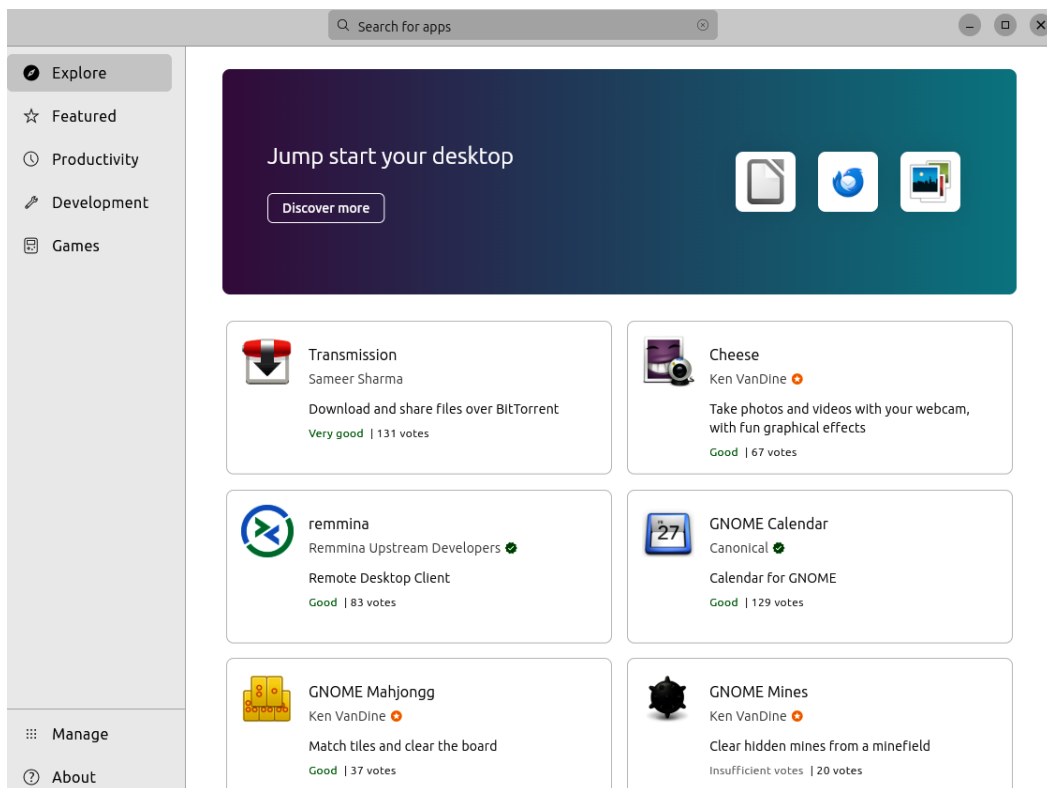 Search for apps
Explore
Featured
Productivity
Development
Games
Manage
About
Jump start your desktop
Discover more
Transmission
Sameer Sharma
Download and share files over BitTorrent
Very good | 131 votes
Cheese
Ken VanDine
Take photos and videos with your webcam,
with fun graphical effects
Good | 67 votes
remmina
Remmina Upstream Developers
Remote Desktop Client
Good | 83 votes
27
GNOME Calendar
Canonical
Calendar for GNOME
Good | 129 votes
GNOME Mahjongg
Ken VanDine
Match tiles and clear the board
Good | 37 votes
GNOME Mines
Ken VanDine
Clear hidden mines from a minefield
Insufficient votes | 20 votes